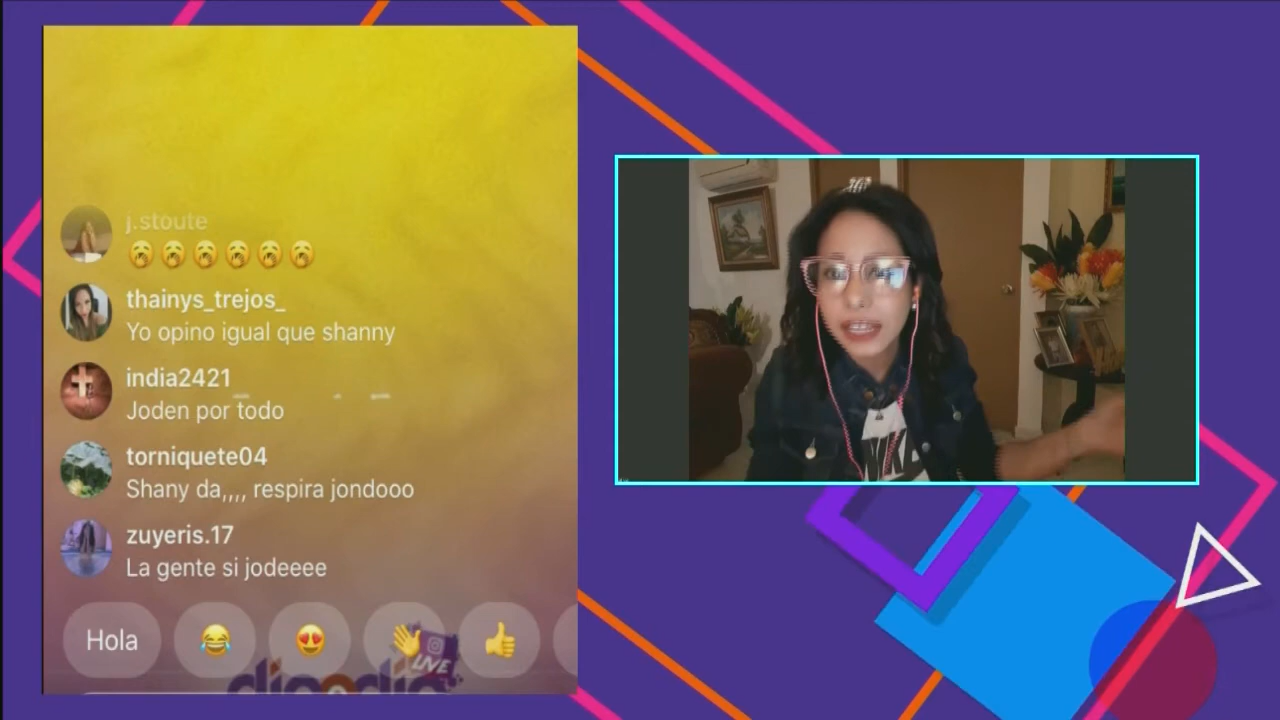 j.stoute
🥱🥱🥱🥱🥱🥱
thainys_trejos_
Yo opino igual que shanny
india2421
Joden por todo
torniquete04
Shany da,,,, respira jondooo
zuyeris.17
La gente si jodeeee
Hola
LIVE